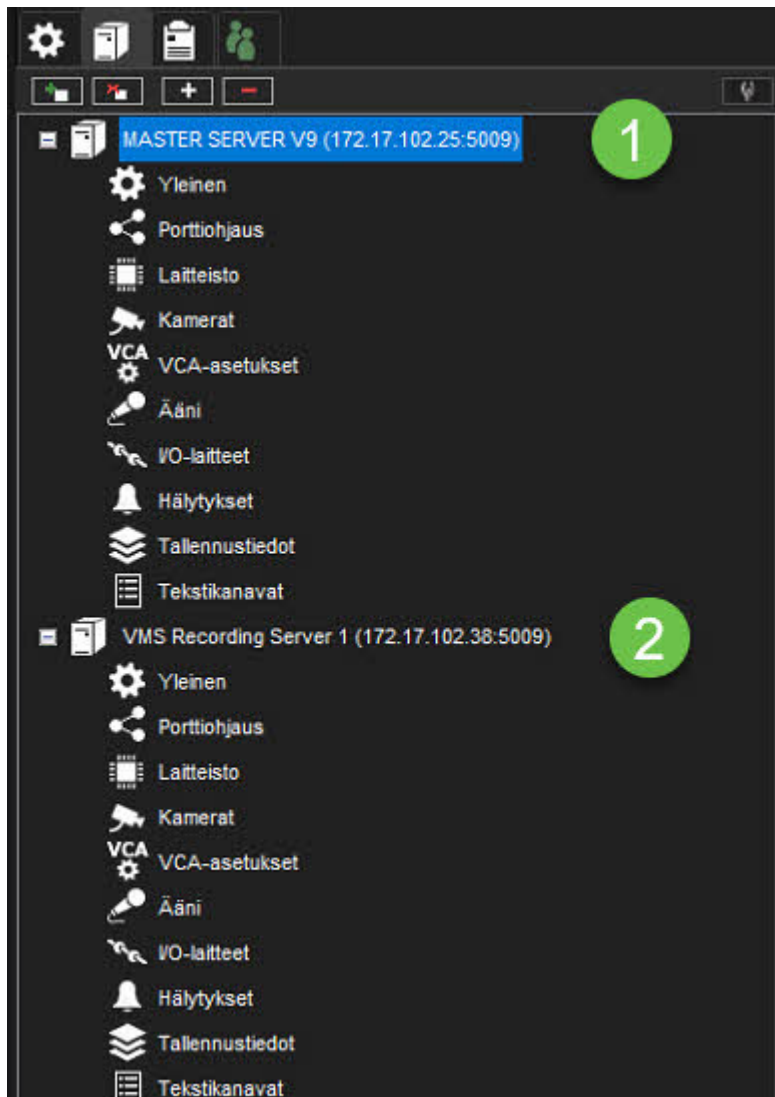 MASTER SERVER V9 (172.17.102.25:5009)
1
Yleinen
Porttiohjaus
Laitteisto
Kamerat
VCA
VCA-asetukset
Ääni
I/O-laitteet
Hälytykset
Tallennustiedot
Tekstikanavat
VMS Recording Server 1 (172.17.102.38:5009)
2
Yleinen
Porttiohjaus
Laitteisto
Kamerat
VCA
VCA-asetukset
Ääni
I/O-laitteet
Hälytykset
Tallennustiedot
Tekstikanavat